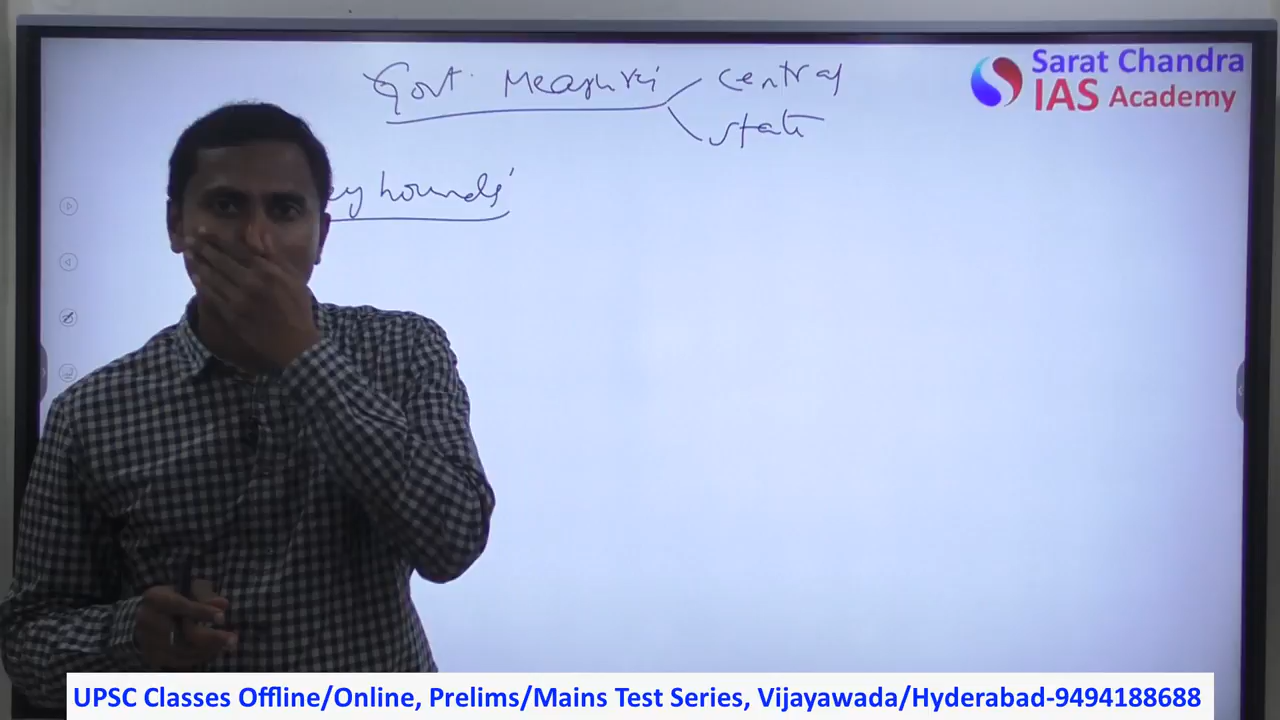 Govt. Measures
central
state
ey hounds'
Sarat Chandra
IAS Academy
UPSC Classes Offline/Online, Prelims/Mains Test Series, Vijayawada/Hyderabad-9494188688